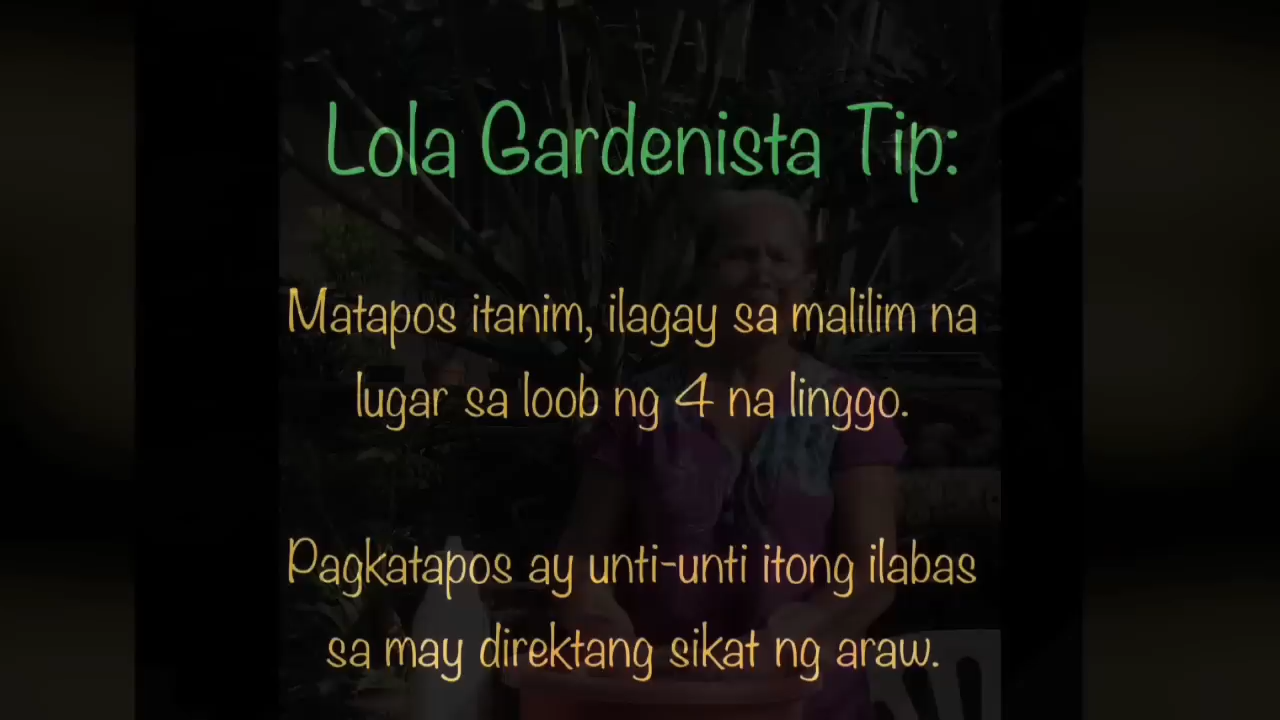 Lola Gardenista Tip:
Matapos itanim, ilagay sa malilim na
lugar sa loob ng 4 na linggo.
Pagkatapos ay unti-unti itong ilabas
sa may direktang sikat ng araw.